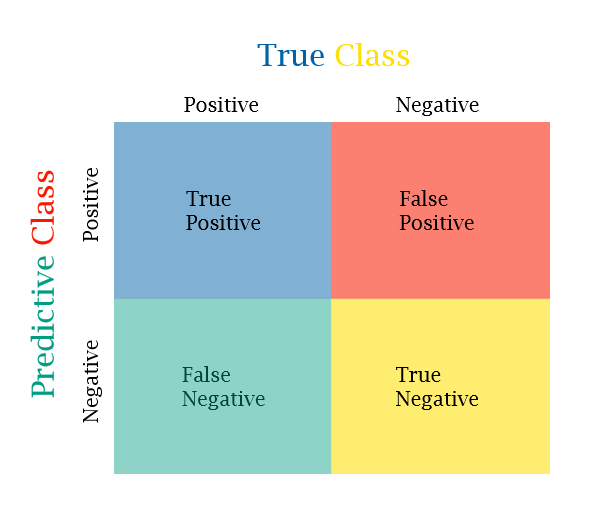 True Class
Positive
Negative
Predictive Class
Positive
True
Positive
False
Positive
Negative
False
Negative
True
Negative